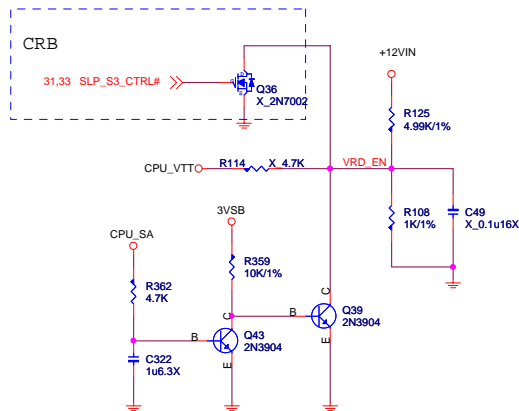 CRB
31,33 SLP_S3_CTRL#
Q36
X_2N7002
+12VIN
R125
4.99K/1%
CPU_VTT
R114
X_4.7K
VRD_EN
R108
1K/1%
C49
X_0.1u16X
3VSB
CPU_SA
R359
10K/1%
R362
4.7K
C
B
Q39
2N3904
C
B
Q43
2N3904
E
E
C322
1u6.3X